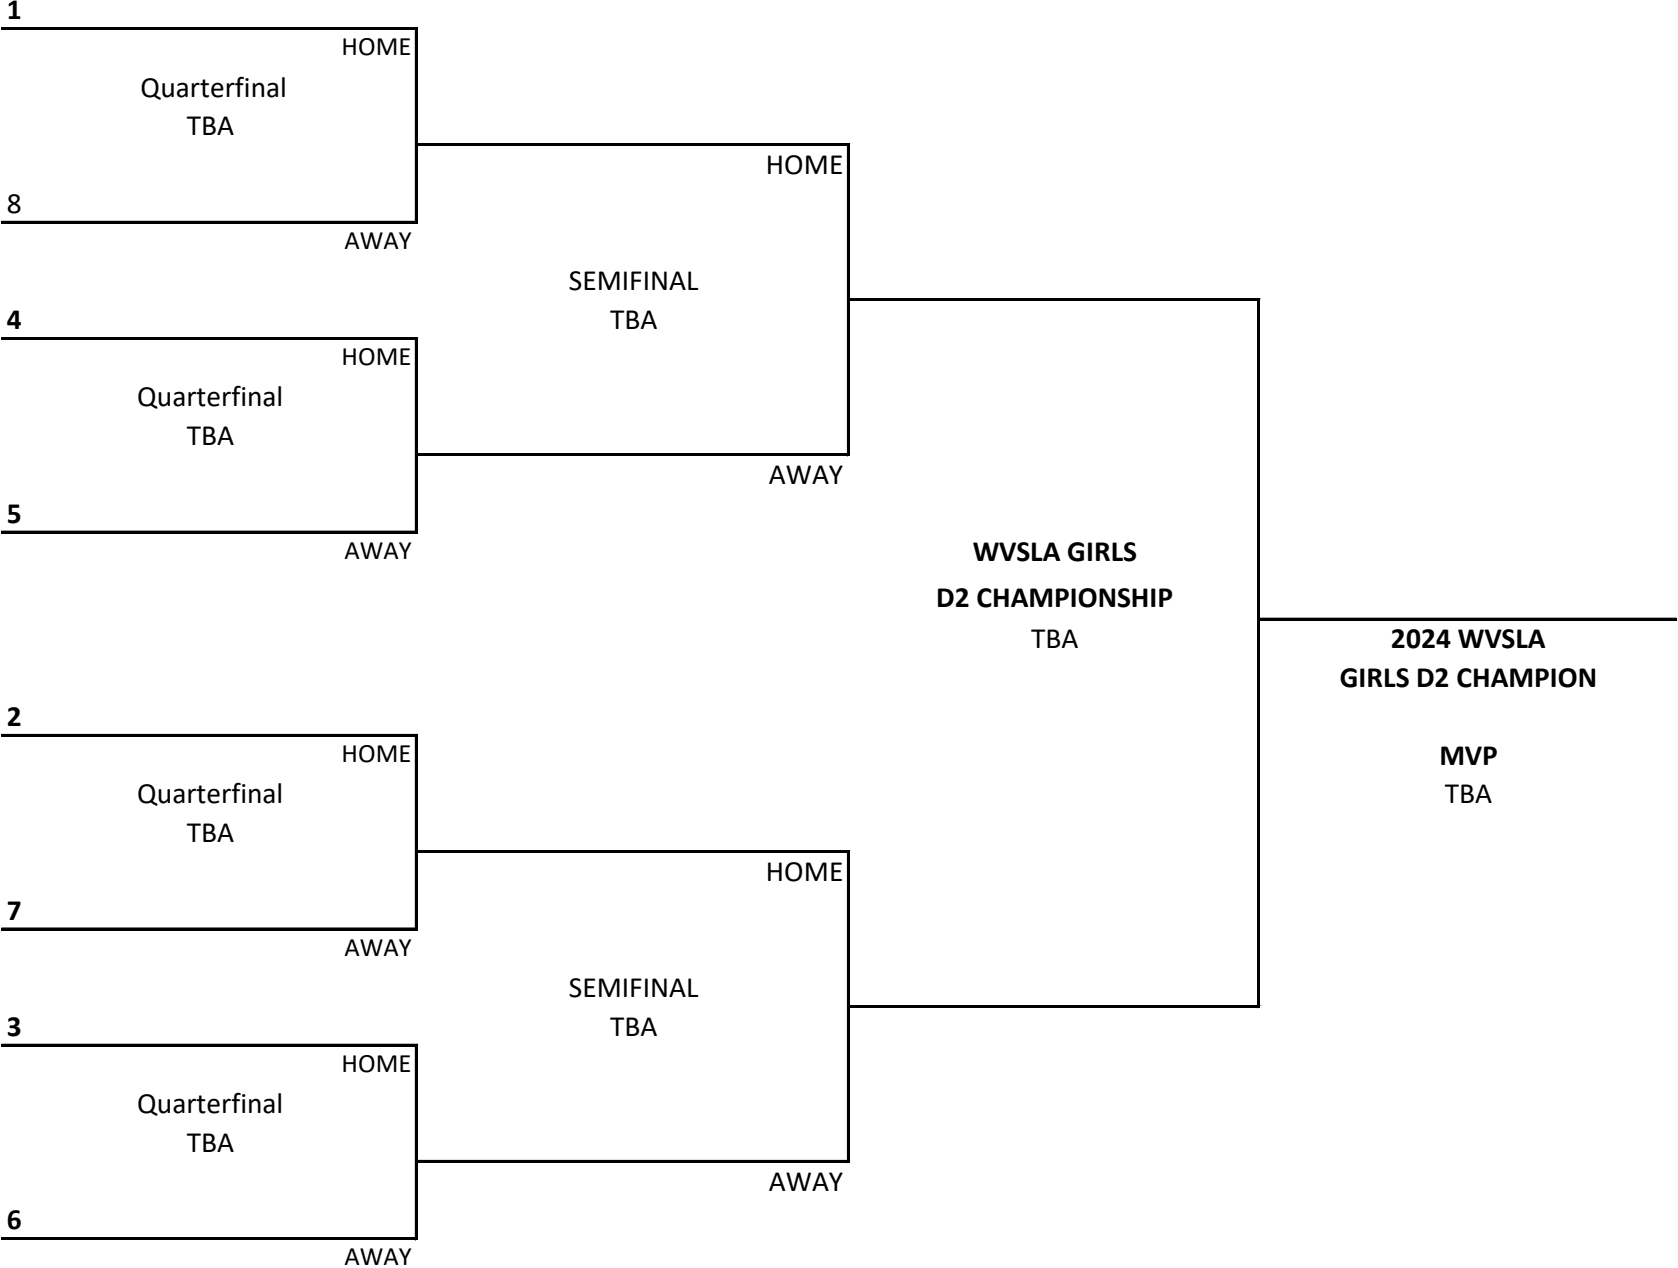 1
HOME
Quarterfinal
TBA
8
AWAY
HOME
SEMIFINAL
TBA
4
HOME
Quarterfinal
TBA
AWAY
5
AWAY
WVSLA GIRLS
D2 CHAMPIONSHIP
TBA
2024 WVSLA
GIRLS D2 CHAMPION
MVP
TBA
2
HOME
Quarterfinal
TBA
7
AWAY
HOME
SEMIFINAL
TBA
3
HOME
Quarterfinal
TBA
AWAY
6
AWAY